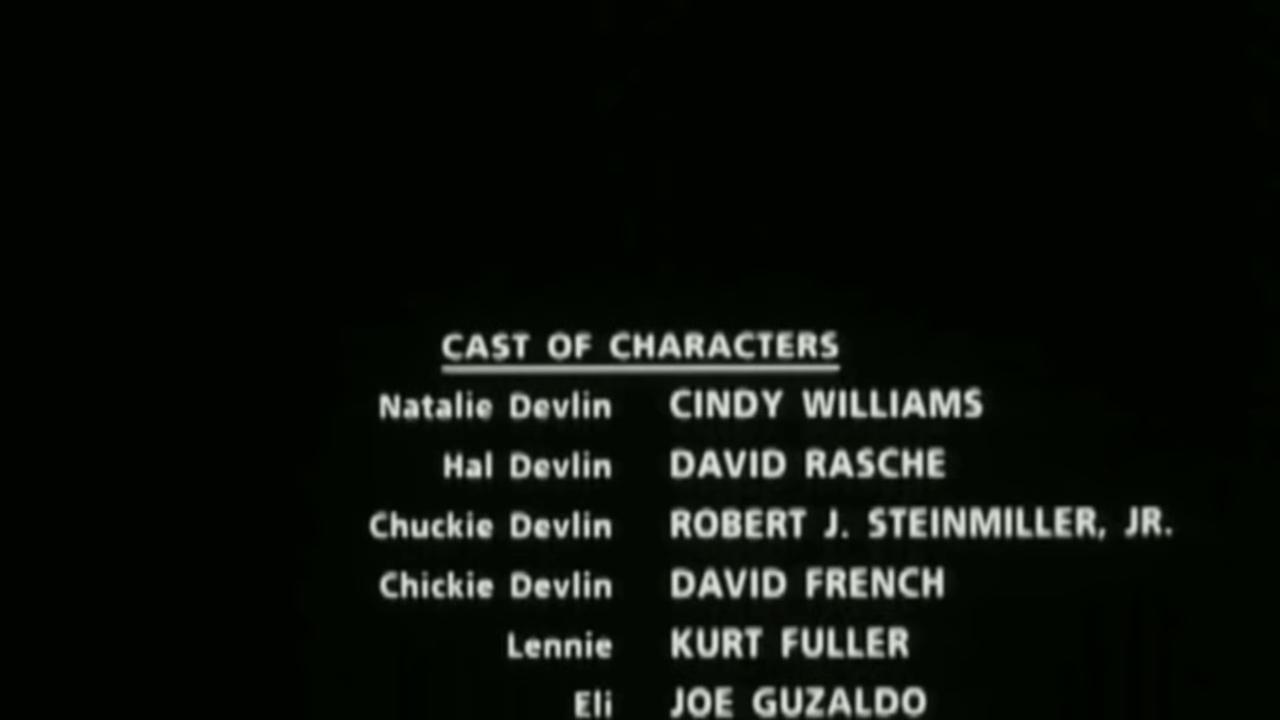 CAST OF CHARACTERS
Natalie Devlin CINDY WILLIAMS
Hal Devlin DAVID RASCHE
Chuckie Devlin ROBERT J. STEINMILLER, JR.
Chickie Devlin DAVID FRENCH
Lennie KURT FULLER
Eli JOE GUZALDO